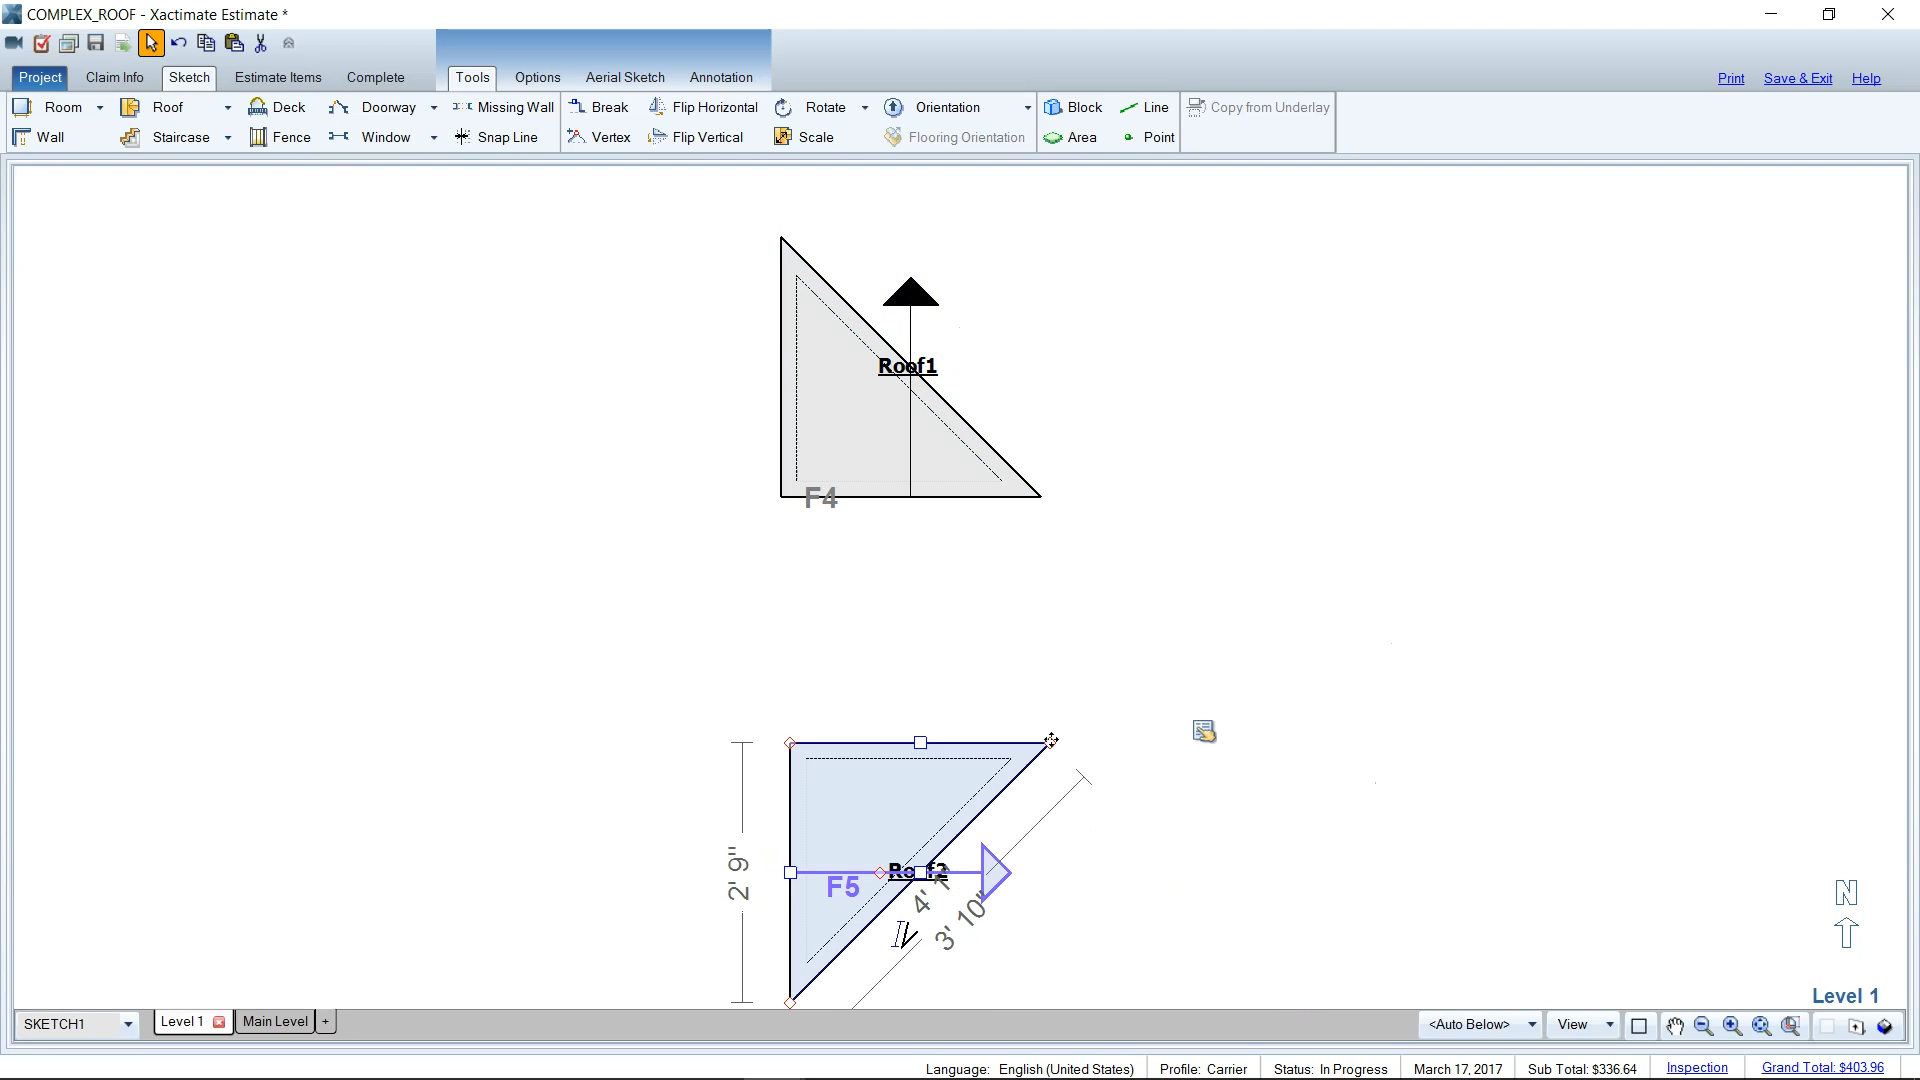 COMPLEX_ROOF - Xactimate Estimate *
Project Claim Info Sketch Estimate Items Complete Tools Options Aerial Sketch Annotation Print Save & Exit Help
Room Roof Deck Doorway Missing Wall Break Flip Horizontal Rotate Orientation Block Line Copy from Underlay
Wall Staircase Fence Window Snap Line Vertex Flip Vertical Scale Flooring Orientation Area Point
Roof1
F4
2' 9"
Roof2
F5
4' 1"
3' 10"
N
Level 1
SKETCH1 Level 1 Main Level + <Auto Below> View
Language: English (United States) Profile: Carrier Status: In Progress March 17, 2017 Sub Total: $336.64 Inspection Grand Total: $403.96